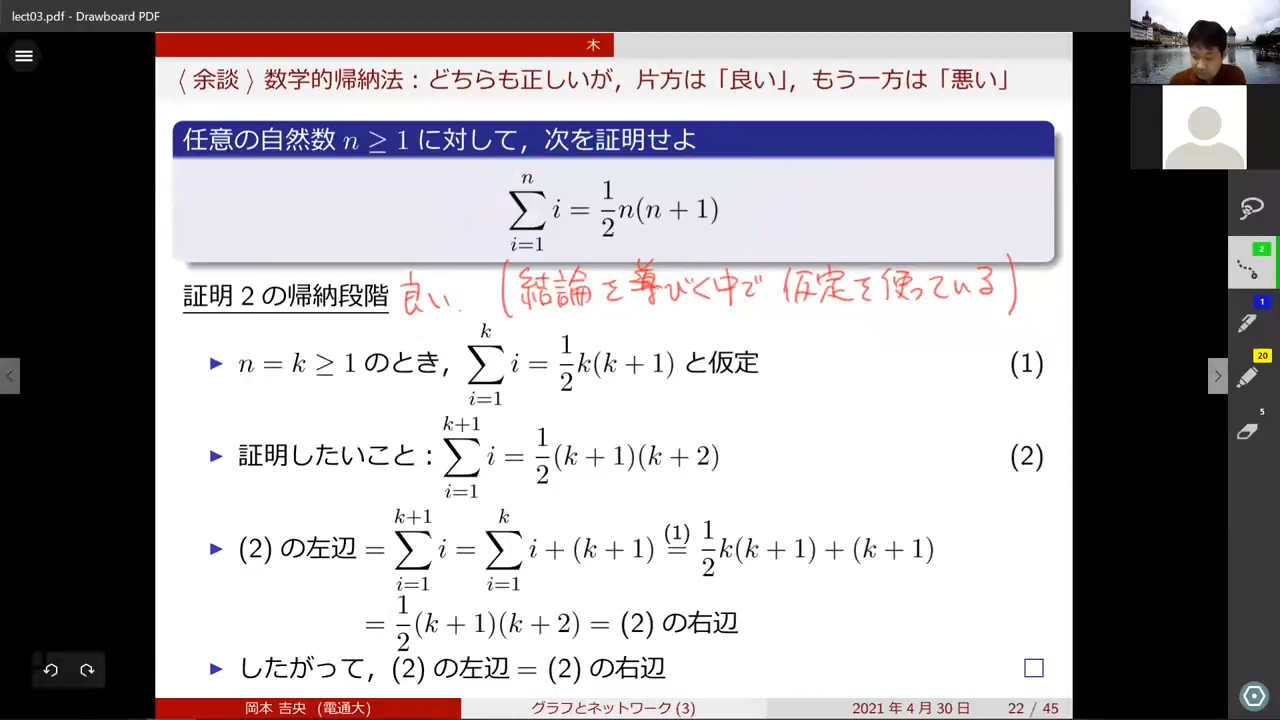 lect03.pdf - Drawboard PDF
木
〈余談〉数学的帰納法：どちらも正しいが，片方は「良い」，もう一方は「悪い」
任意の自然数 n ≥ 1 に対して，次を証明せよ
∑_{i=1}^{n} i = 1/2 n(n + 1)
証明 2 の帰納段階 良い． (結論を導びく中で 仮定を使っている)
▶ n = k ≥ 1 のとき，∑_{i=1}^{k} i = 1/2 k(k + 1) と仮定 (1)
▶ 証明したいこと：∑_{i=1}^{k+1} i = 1/2 (k + 1)(k + 2) (2)
▶ (2) の左辺 = ∑_{i=1}^{k+1} i = ∑_{i=1}^{k} i + (k + 1) (1)= 1/2 k(k + 1) + (k + 1)
= 1/2 (k + 1)(k + 2) = (2) の右辺
▶ したがって，(2) の左辺 = (2) の右辺 □
岡本 吉央 (電通大) グラフとネットワーク (3) 2021 年 4 月 30 日 22 / 45
2
1
20
5